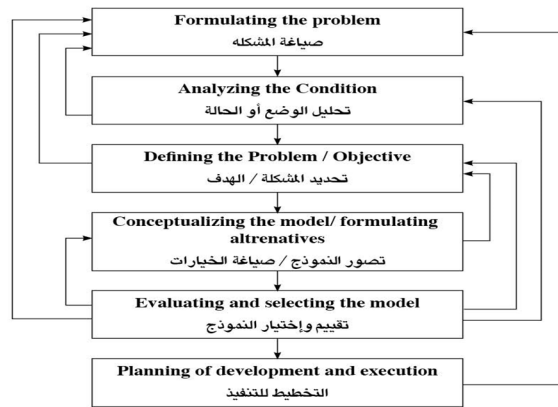 Formulating the problem
صياغة المشكله
Analyzing the Condition
تحليل الوضع أو الحالة
Defining the Problem / Objective
تحديد المشكلة / الهدف
Conceptualizing the model/ formulating
altrenatives
تصور النموذج / صياغة الخيارات
Evaluating and selecting the model
تقييم وإختيار النموذج
Planning of development and execution
التخطيط للتنفيذ